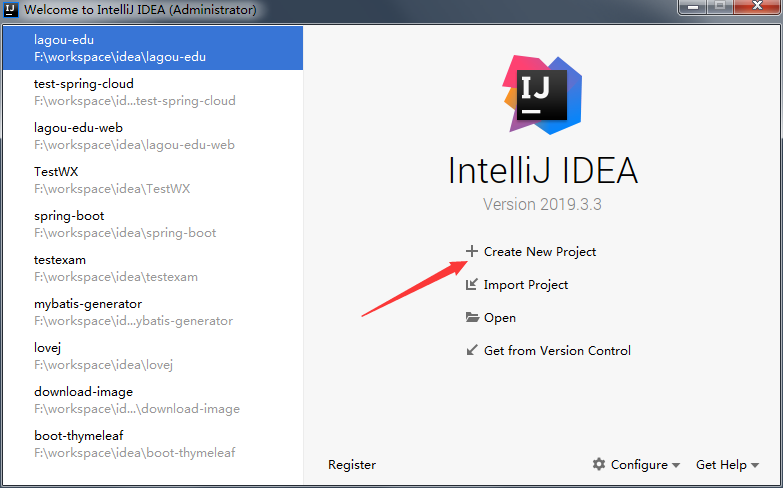 Welcome to IntelliJ IDEA (Administrator)
lagou-edu
F:\workspace\idea\lagou-edu
test-spring-cloud
F:\workspace\id...test-spring-cloud
lagou-edu-web
F:\workspace\idea\lagou-edu-web
TestWX
F:\workspace\idea\TestWX
spring-boot
F:\workspace\idea\spring-boot
testexam
F:\workspace\idea\testexam
mybatis-generator
F:\workspace\id...ybatis-generator
lovej
F:\workspace\idea\lovej
download-image
F:\workspace\id...\download-image
boot-thymeleaf
F:\workspace\idea\boot-thymeleaf
IJ
IntelliJ IDEA
Version 2019.3.3
Create New Project
Import Project
Open
Get from Version Control
Register
Configure
Get Help